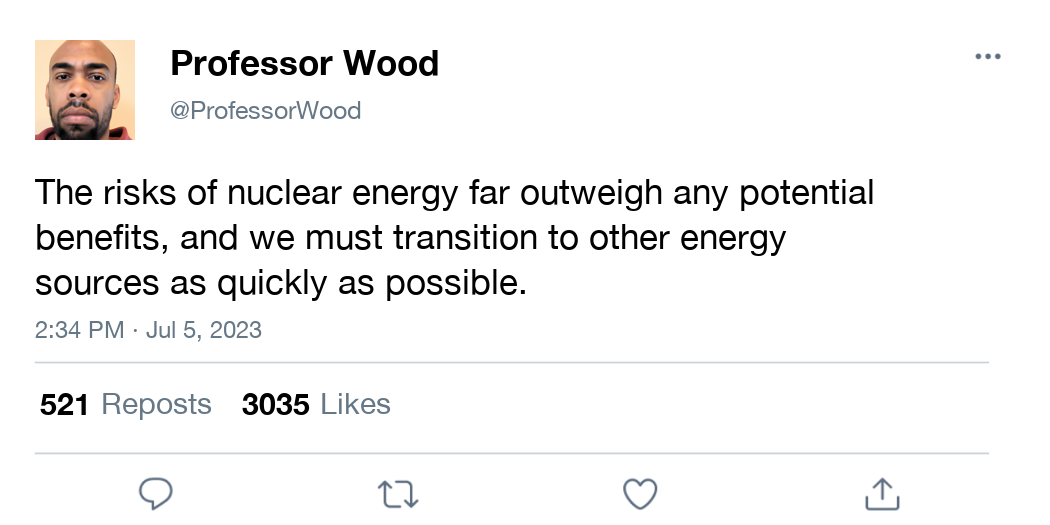 Professor Wood
@ProfessorWood
The risks of nuclear energy far outweigh any potential
benefits, and we must transition to other energy
sources as quickly as possible.
2:34 PM · Jul 5, 2023
521 Reposts 3035 Likes